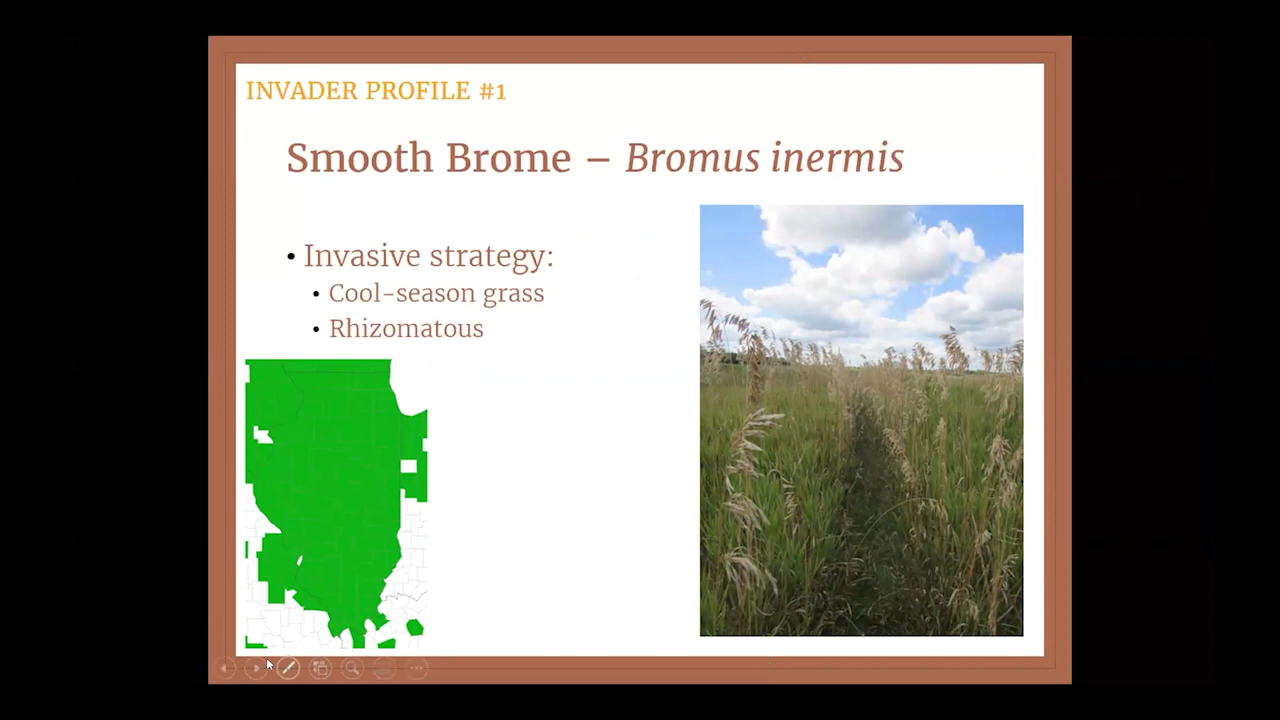 INVADER PROFILE #1
Smooth Brome – Bromus inermis
• Invasive strategy:
• Cool-season grass
• Rhizomatous